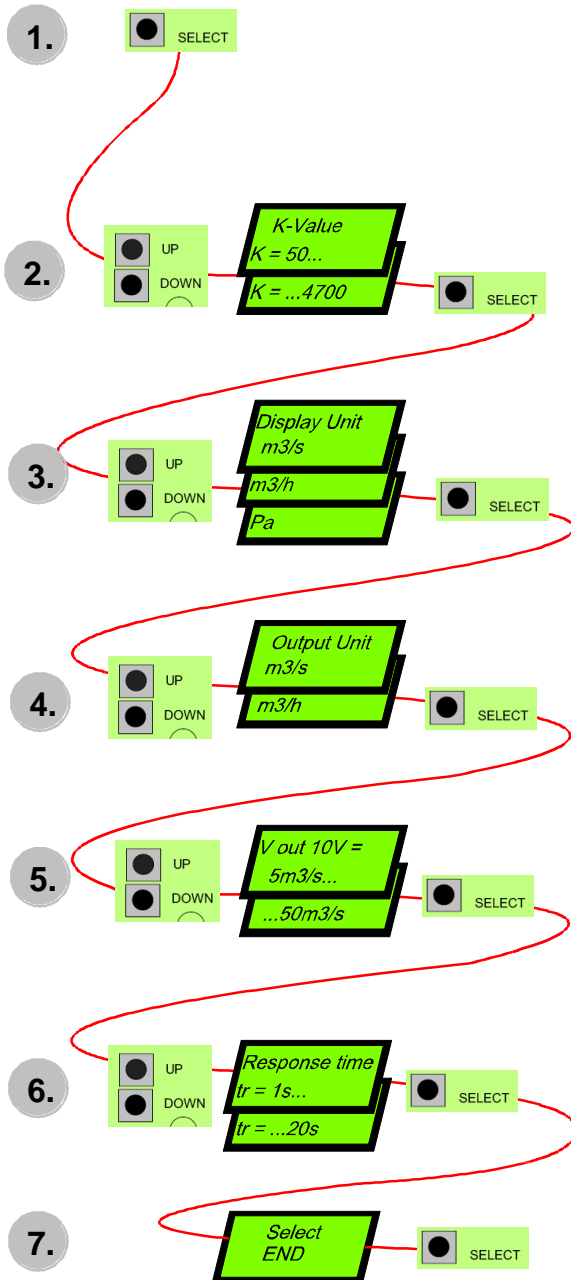 1.
SELECT
2.
UP
DOWN
K-Value
K = 50...
K = ...4700
SELECT
3.
UP
DOWN
Display Unit
m3/s
m3/h
Pa
SELECT
4.
UP
DOWN
Output Unit
m3/s
m3/h
SELECT
5.
UP
DOWN
V out 10V =
5m3/s...
...50m3/s
SELECT
6.
UP
DOWN
Response time
tr = 1s...
tr = ...20s
SELECT
7.
Select
END
SELECT